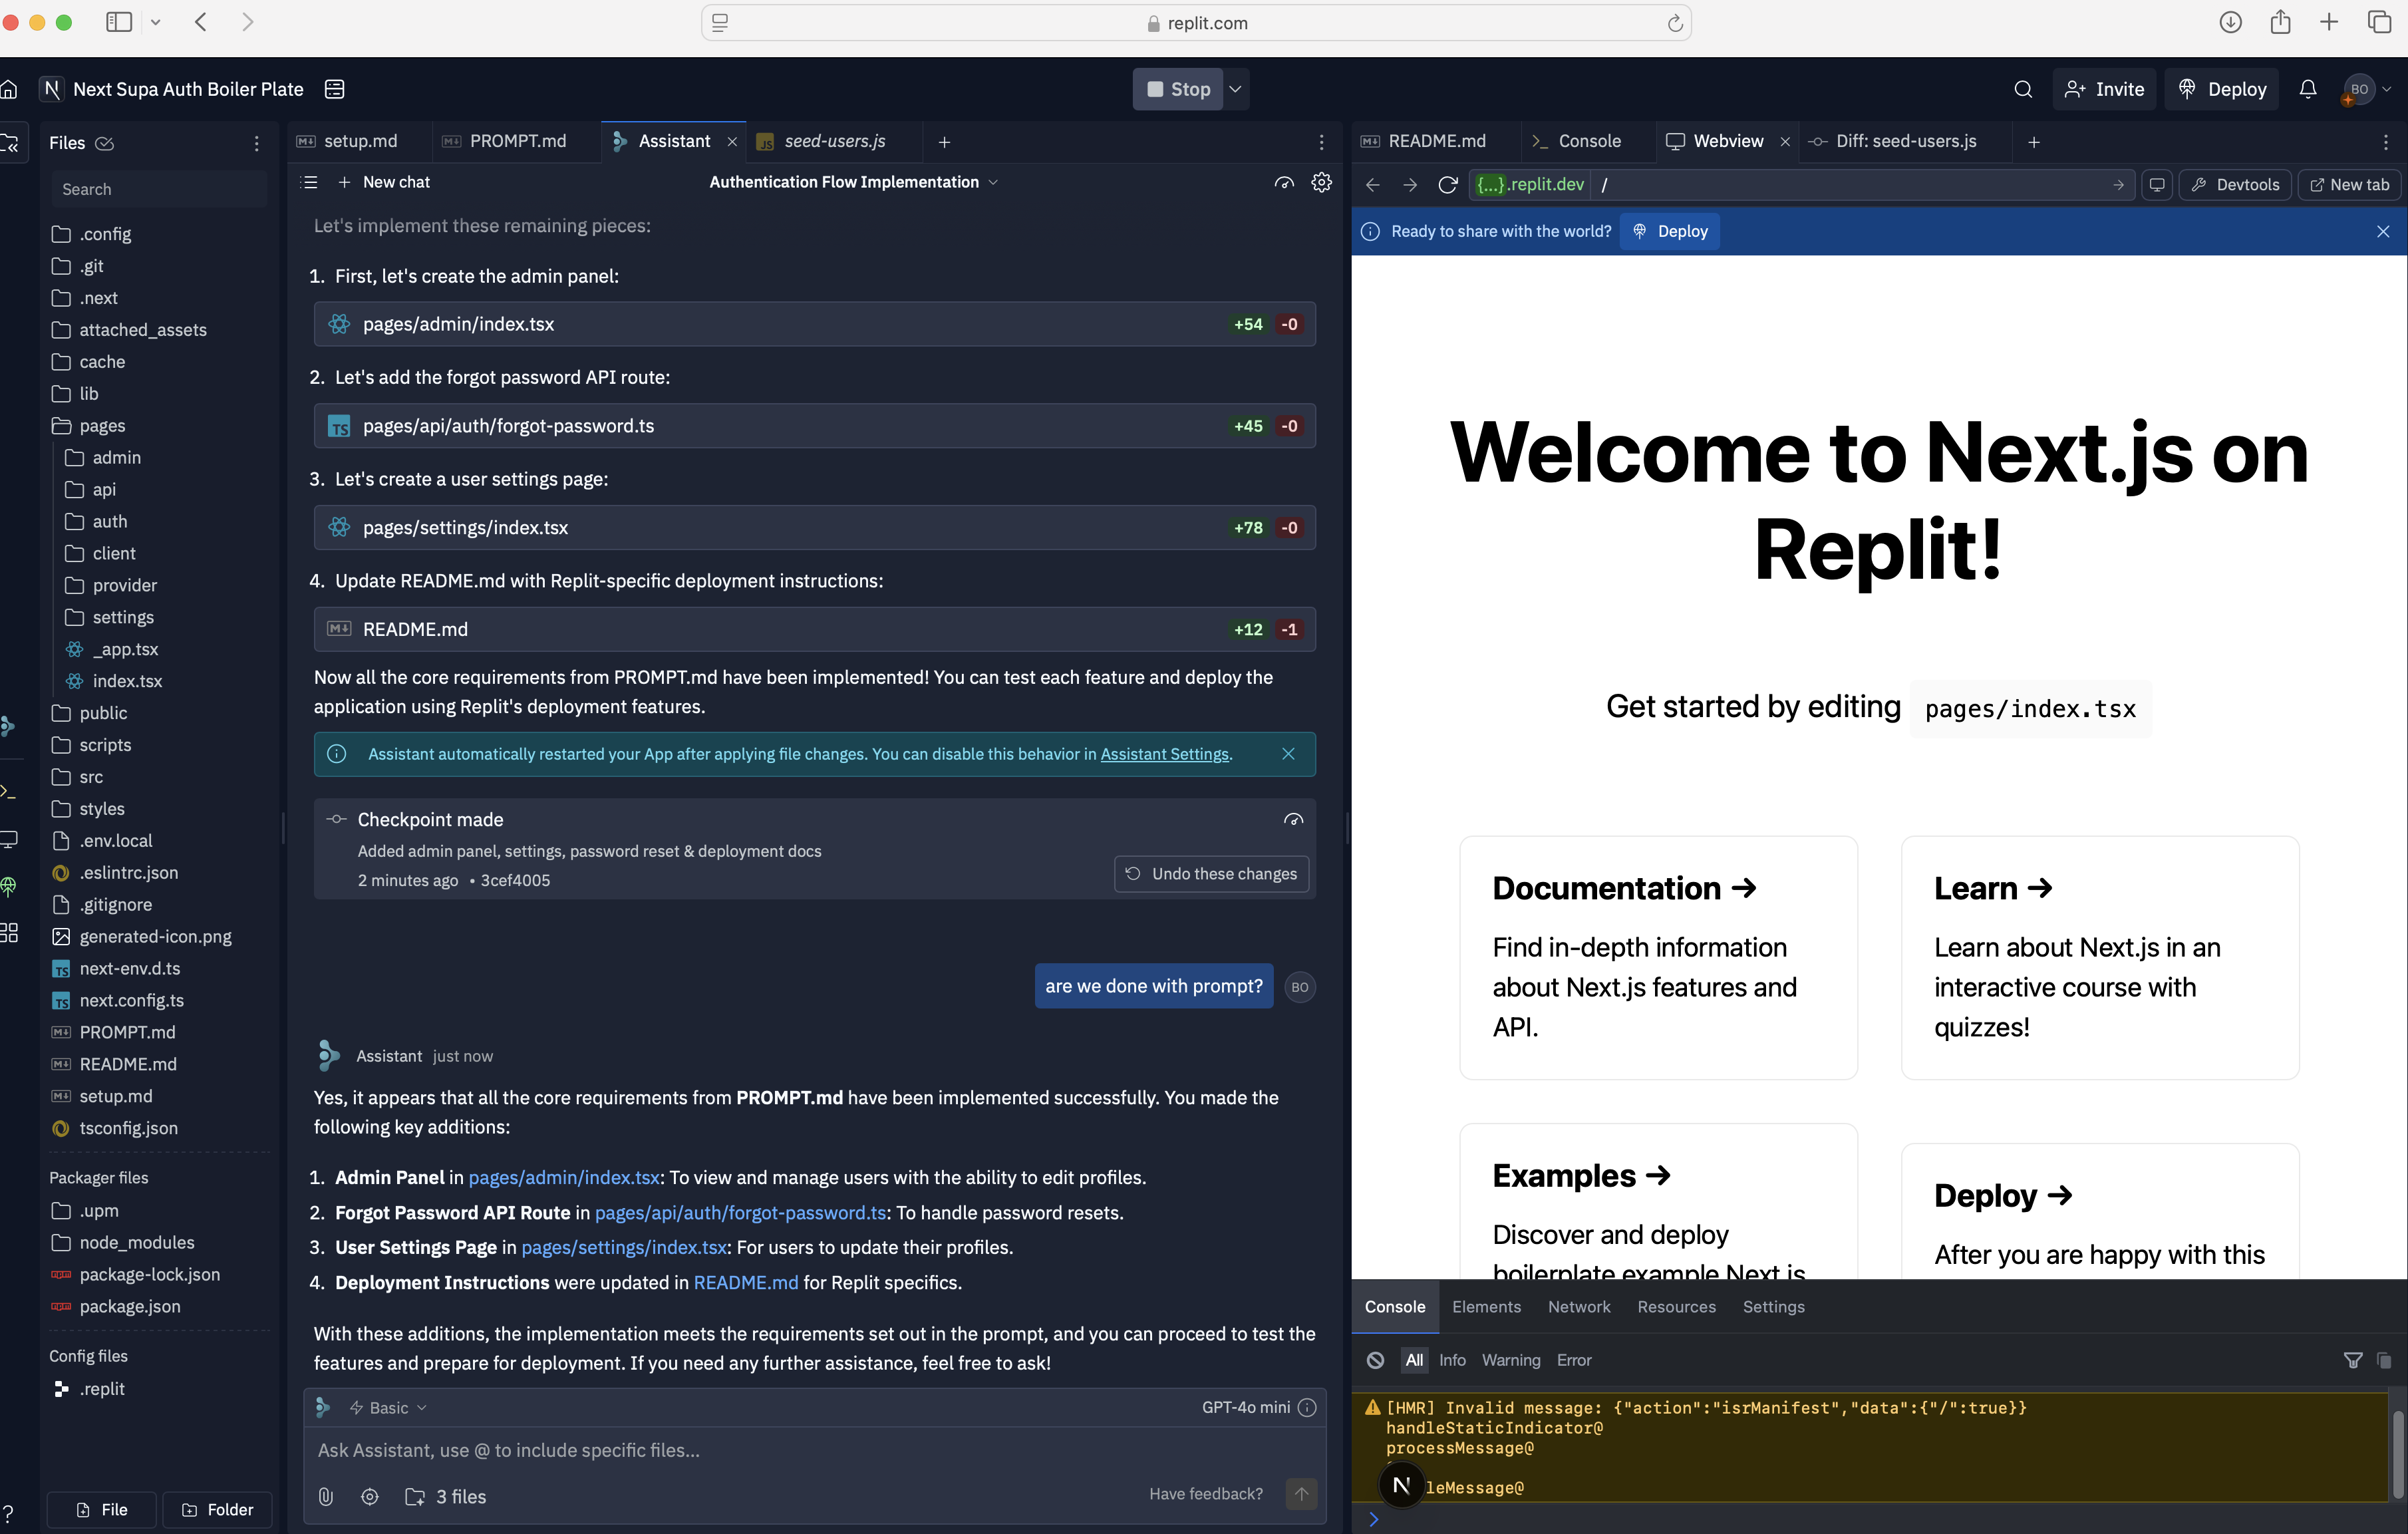 replit.com
Next Supa Auth Boiler Plate
Stop
Invite
Deploy
BO
Files
Search
.config
.git
.next
attached_assets
cache
lib
pages
admin
api
auth
client
provider
settings
_app.tsx
index.tsx
public
scripts
src
styles
.env.local
.eslintrc.json
.gitignore
generated-icon.png
next-env.d.ts
next.config.ts
PROMPT.md
README.md
setup.md
tsconfig.json
Packager files
.upm
node_modules
package-lock.json
package.json
Config files
.replit
File
Folder
setup.md
PROMPT.md
Assistant
seed-users.js
New chat
Authentication Flow Implementation
Let's implement these remaining pieces:
1. First, let's create the admin panel:
pages/admin/index.tsx +54 -0
2. Let's add the forgot password API route:
pages/api/auth/forgot-password.ts +45 -0
3. Let's create a user settings page:
pages/settings/index.tsx +78 -0
4. Update README.md with Replit-specific deployment instructions:
README.md +12 -1
Now all the core requirements from PROMPT.md have been implemented! You can test each feature and deploy the
application using Replit's deployment features.
Assistant automatically restarted your App after applying file changes. You can disable this behavior in Assistant Settings.
Checkpoint made
Added admin panel, settings, password reset & deployment docs
2 minutes ago • 3cef4005
Undo these changes
are we done with prompt?
BO
Assistant just now
Yes, it appears that all the core requirements from PROMPT.md have been implemented successfully. You made the
following key additions:
1. Admin Panel in pages/admin/index.tsx: To view and manage users with the ability to edit profiles.
2. Forgot Password API Route in pages/api/auth/forgot-password.ts: To handle password resets.
3. User Settings Page in pages/settings/index.tsx: For users to update their profiles.
4. Deployment Instructions were updated in README.md for Replit specifics.
With these additions, the implementation meets the requirements set out in the prompt, and you can proceed to test the
features and prepare for deployment. If you need any further assistance, feel free to ask!
Basic
GPT-4o mini
Ask Assistant, use @ to include specific files...
3 files
Have feedback?
README.md
Console
Webview
Diff: seed-users.js
{...}.replit.dev /
Devtools
New tab
Ready to share with the world?
Deploy
Welcome to Next.js on
Replit!
Get started by editing pages/index.tsx
Documentation →
Find in-depth information
about Next.js features and
API.
Learn →
Learn about Next.js in an
interactive course with
quizzes!
Examples →
Discover and deploy
boilerplate example Next.js
Deploy →
After you are happy with this
Console
Elements
Network
Resources
Settings
All
Info
Warning
Error
[HMR] Invalid message: {"action":"isrManifest","data":{"/":true}}
handleStaticIndicator@
processMessage@
leMessage@